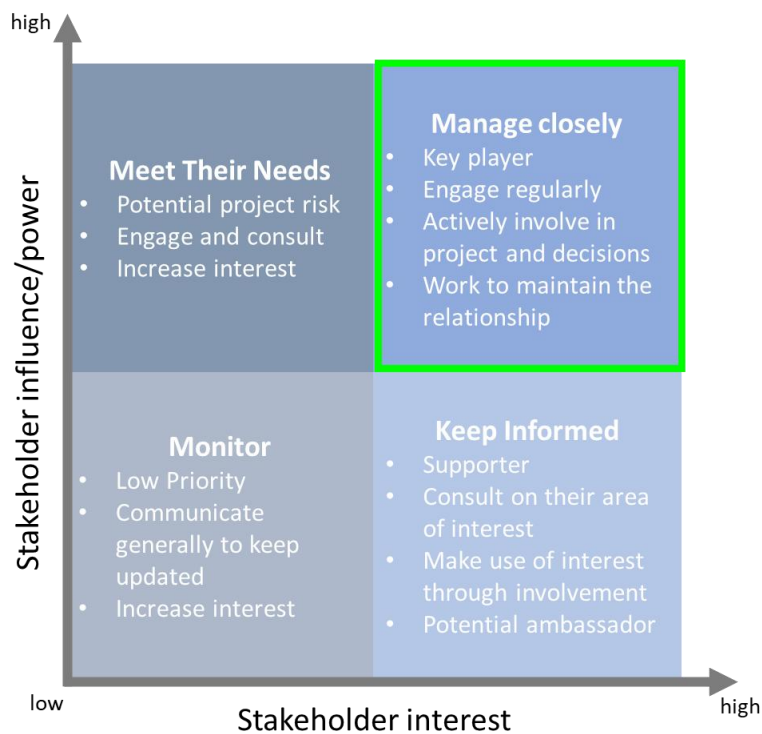 high
Stakeholder influence/power
Meet Their Needs
• Potential project risk
• Engage and consult
• Increase interest
Manage closely
• Key player
• Engage regularly
• Actively involve in
project and decisions
• Work to maintain the
relationship
Monitor
• Low Priority
• Communicate
generally to keep
updated
• Increase interest
Keep Informed
• Supporter
• Consult on their area
of interest
• Make use of interest
through involvement
• Potential ambassador
low
Stakeholder interest
high